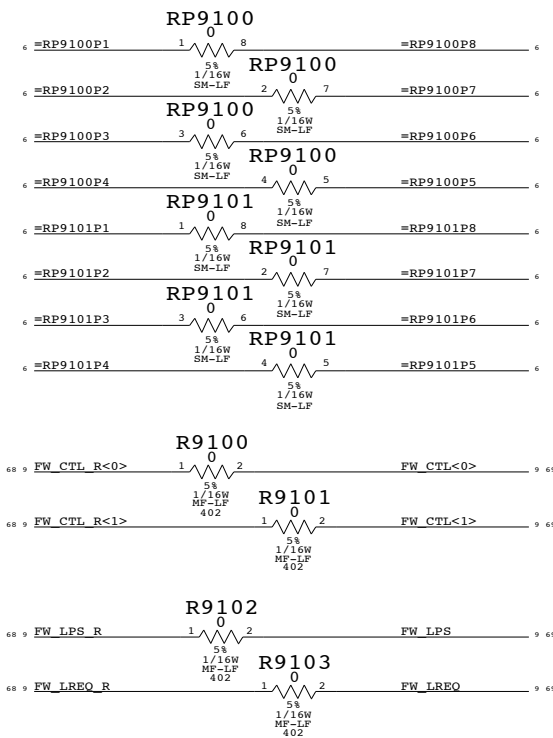 RP9100
0
6 =RP9100P1 1 8 =RP9100P8 6
5%
1/16W
SM-LF
RP9100
0
6 =RP9100P2 2 7 =RP9100P7 6
5%
1/16W
SM-LF
RP9100
0
6 =RP9100P3 3 6 =RP9100P6 6
5%
1/16W
SM-LF
RP9100
0
6 =RP9100P4 4 5 =RP9100P5 6
5%
1/16W
SM-LF
RP9101
0
6 =RP9101P1 1 8 =RP9101P8 6
5%
1/16W
SM-LF
RP9101
0
6 =RP9101P2 2 7 =RP9101P7 6
5%
1/16W
SM-LF
RP9101
0
6 =RP9101P3 3 6 =RP9101P6 6
5%
1/16W
SM-LF
RP9101
0
6 =RP9101P4 4 5 =RP9101P5 6
5%
1/16W
SM-LF
R9100
0
68 9 FW_CTL_R<0> 1 2 FW_CTL<0> 9 69
5%
1/16W
MF-LF
402
R9101
0
68 9 FW_CTL_R<1> 1 2 FW_CTL<1> 9 69
5%
1/16W
MF-LF
402
R9102
0
68 9 FW_LPS_R 1 2 FW_LPS 9 69
5%
1/16W
MF-LF
402
R9103
0
68 9 FW_LREQ_R 1 2 FW_LREQ 9 69
5%
1/16W
MF-LF
402